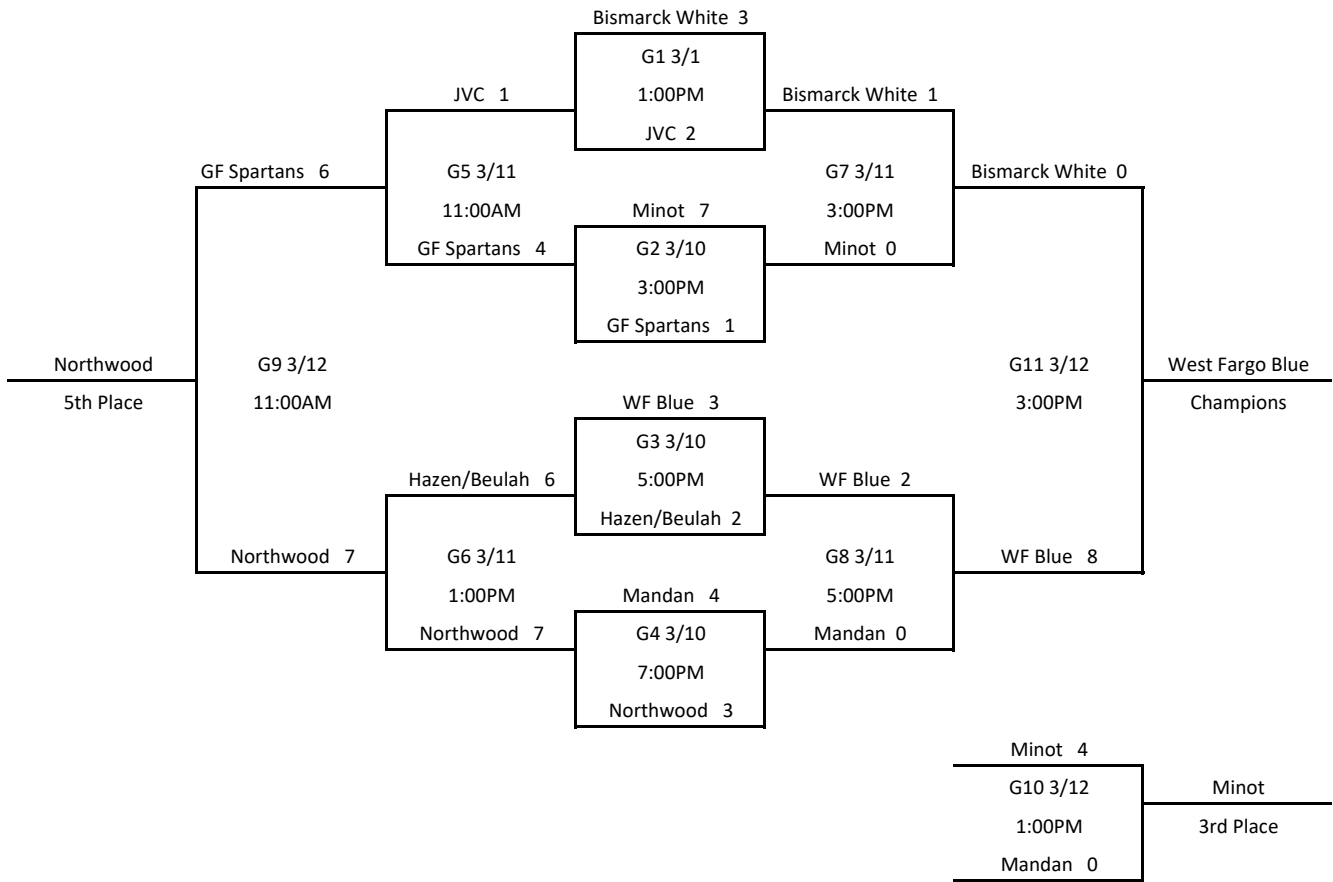 Bismarck White 3
G1 3/1
JVC 1
1:00PM
Bismarck White 1
JVC 2
GF Spartans 6
G5 3/11
G7 3/11
Bismarck White 0
11:00AM
Minot 7
3:00PM
GF Spartans 4
G2 3/10
Minot 0
3:00PM
GF Spartans 1
Northwood
G9 3/12
G11 3/12
West Fargo Blue
5th Place
11:00AM
WF Blue 3
3:00PM
Champions
G3 3/10
Hazen/Beulah 6
5:00PM
WF Blue 2
Hazen/Beulah 2
Northwood 7
G6 3/11
G8 3/11
WF Blue 8
1:00PM
Mandan 4
5:00PM
Northwood 7
G4 3/10
Mandan 0
7:00PM
Northwood 3
Minot 4
G10 3/12
Minot
1:00PM
3rd Place
Mandan 0